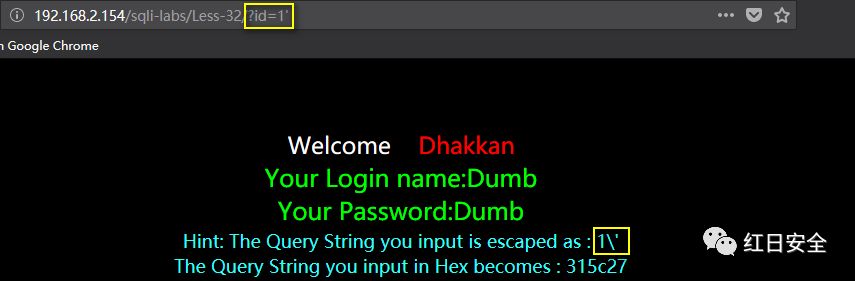 192.168.2.154/sqli-labs/Less-32/?id=1'
n Google Chrome
Welcome Dhakkan
Your Login name:Dumb
Your Password:Dumb
Hint: The Query String you input is escaped as : 1\'
The Query String you input in Hex becomes : 315c27
红日安全